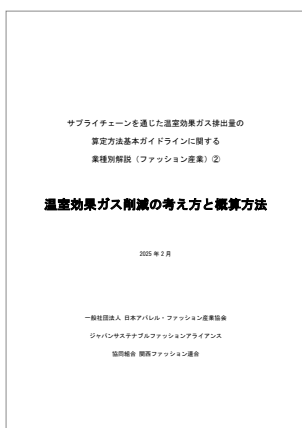 サプライチェーンを通じた温室効果ガス排出量の
算定方法基本ガイドラインに関する
業種別解説（ファッション産業）②
温室効果ガス削減の考え方と概算方法
2025 年 2 月
一般社団法人 日本アパレル・ファッション産業協会
ジャパンサステナブルファッションアライアンス
協同組合 関西ファッション連合